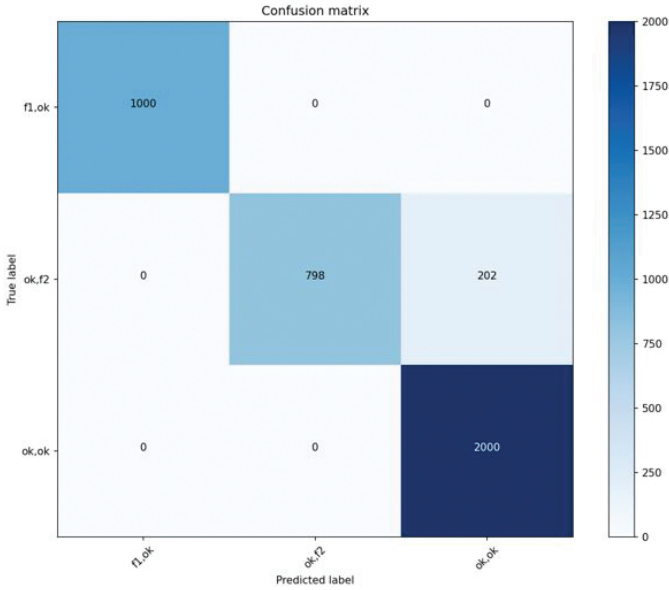 Confusion matrix
2000
1000 0 0
f1,ok
1750
1500
1250
0 798 202
ok,f2
True label
1000
750
500
0 0 2000
ok,ok
250
0
f1,ok ok,f2 ok,ok
Predicted label